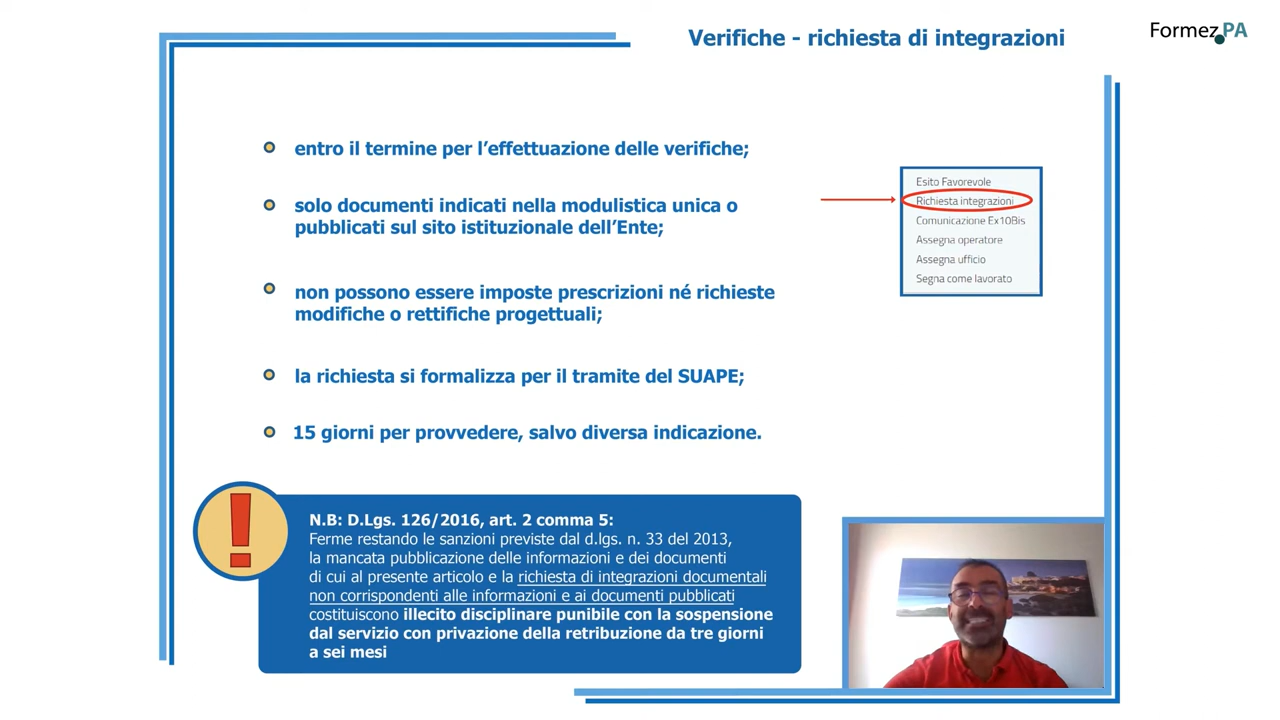 Verifiche - richiesta di integrazioni
Formez.PA
entro il termine per l’effettuazione delle verifiche;
solo documenti indicati nella modulistica unica o
pubblicati sul sito istituzionale dell’Ente;
non possono essere imposte prescrizioni né richieste
modifiche o rettifiche progettuali;
la richiesta si formalizza per il tramite del SUAPE;
15 giorni per provvedere, salvo diversa indicazione.
Esito Favorevole
Richiesta integrazioni
Comunicazione Ex10Bis
Assegna operatore
Assegna ufficio
Segna come lavorato
!
N.B: D.Lgs. 126/2016, art. 2 comma 5:
Ferme restando le sanzioni previste dal d.lgs. n. 33 del 2013,
la mancata pubblicazione delle informazioni e dei documenti
di cui al presente articolo e la richiesta di integrazioni documentali
non corrispondenti alle informazioni e ai documenti pubblicati
costituiscono illecito disciplinare punibile con la sospensione
dal servizio con privazione della retribuzione da tre giorni
a sei mesi